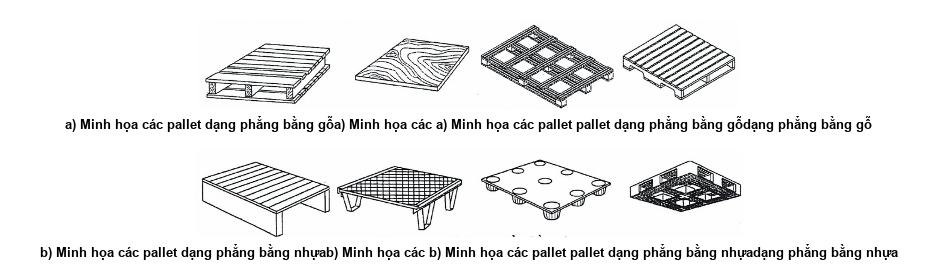 a) Minh họa các pallet dạng phẳng bằng gỗa) Minh họa các a) Minh họa các pallet pallet dạng phẳng bằng gỗdạng phẳng bằng gỗ
b) Minh họa các pallet dạng phẳng bằng nhựab) Minh họa các b) Minh họa các pallet pallet dạng phẳng bằng nhựadạng phẳng bằng nhựa